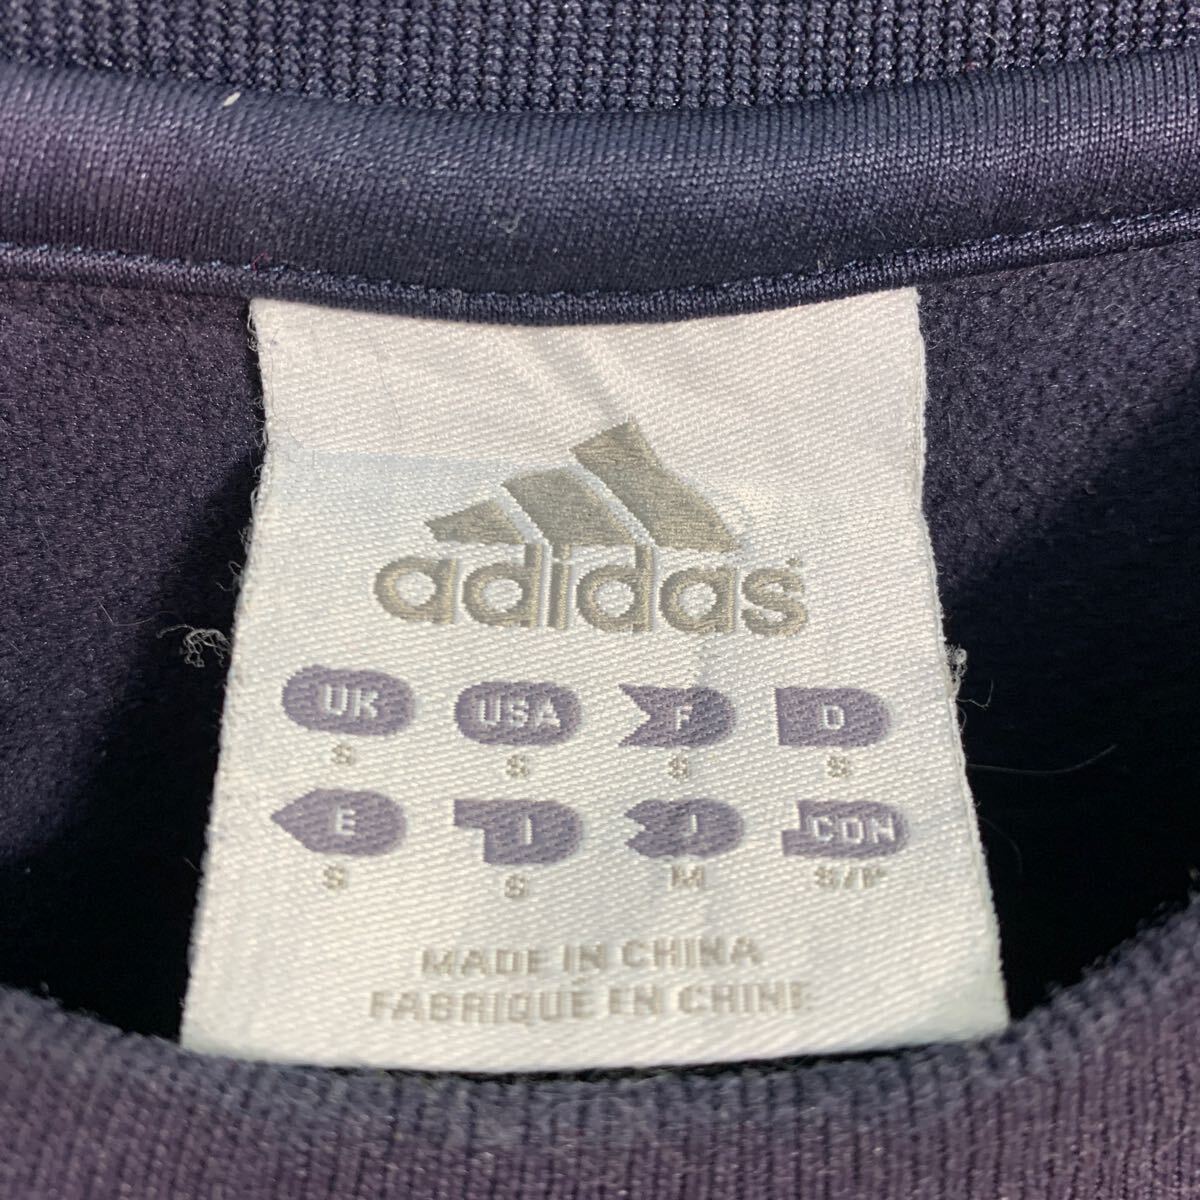 adidas
UK USA F D
S S S S
E I J CDN
S S M S/P
MADE IN CHINA
FABRIQUE EN CHINE